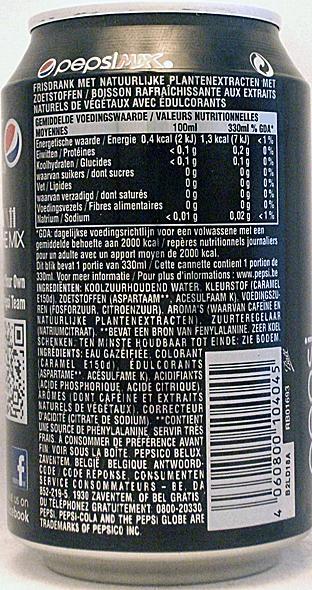 pepsi MAX.
FRISDRANK MET NATUURLIJKE PLANTENEXTRACTEN MET
ZOETSTOFFEN / BOISSON RAFRAÎCHISSANTE AUX EXTRAITS
NATURELS DE VÉGÉTAUX AVEC ÉDULCORANTS
GEMIDDELDE VOEDINGSWAARDE / VALEURS NUTRITIONNELLES
MOYENNES 100ml 330ml % GDA*
Energetische waarde / Energie 0,4 kcal (2 kJ) 1,3 kcal (7 kJ) <1%
Eiwitten / Protéines <0,1 g 0,2 g 0%
Koolhydraten / Glucides <0,1 g 0,1 g 0%
waarvan suikers / dont sucres 0 g 0 g 0%
Vet / Lipides 0 g 0 g 0%
waarvan verzadigd / dont saturés 0 g 0 g 0%
Voedingsvezels / Fibres alimentaires 0 g 0 g 0%
Natrium / Sodium <0,01 g 0,02 g <1%
*GDA: dagelijkse voedingsrichtlijn voor een volwassene met een
gemiddelde behoefte aan 2000 kcal / repères nutritionnels journaliers
pour un adulte avec un apport moyen de 2000 kcal.
Dit blik bevat 1 portie van 330ml / Cette cannette contient 1 portion de
330ml. Voor meer informatie / Pour plus d'informations : www.pepsi.be
INGREDIËNTEN: KOOLZUURHOUDEND WATER, KLEURSTOF (CARAMEL
E150d), ZOETSTOFFEN (ASPARTAAM**, ACESULFAAM K), VOEDINGSZU-
REN (FOSFORZUUR, CITROENZUUR), AROMA'S (WAARVAN CAFEÏNE EN
NATUURLIJKE PLANTENEXTRACTEN), ZUURTEREGELAAR
(NATRIUMCITRAAT). **BEVAT EEN BRON VAN FENYLALANINE. ZEER KOEL
SCHENKEN. TEN MINSTE HOUDBAAR TOT EINDE: ZIE BODEM.
INGRÉDIENTS: EAU GAZÉIFIÉE, COLORANT
(CARAMEL E150d), ÉDULCORANTS
(ASPARTAME**, ACÉSULFAME K), ACIDIFIANTS
(ACIDE PHOSPHORIQUE, ACIDE CITRIQUE),
ARÔMES (DONT CAFÉINE ET EXTRAITS
NATURELS DE VÉGÉTAUX), CORRECTEUR
D'ACIDITÉ (CITRATE DE SODIUM). **CONTIENT
UNE SOURCE DE PHÉNYLALANINE. SERVIR TRÈS
FRAIS. À CONSOMMER DE PRÉFÉRENCE AVANT
FIN: VOIR SOUS LA BOÎTE. PEPSICO BELUX,
ZAVENTEM, BELGIË - BELGIQUE. ANTWOORD-
CODE / CODE RÉPONSE, CONSUMENTEN
SERVICE CONSOMMATEURS - BE, DA
852-219-5, 1930 ZAVENTEM. OF BEL GRATIS /
OU TÉLÉPHONEZ GRATUITEMENT: 0800-20330.
PEPSI, PEPSI-COLA AND THE PEPSI GLOBE ARE
TRADEMARKS OF PEPSICO INC.
4 060800 104045
RB01693
B2LD15A
MX
Own
Team
us on